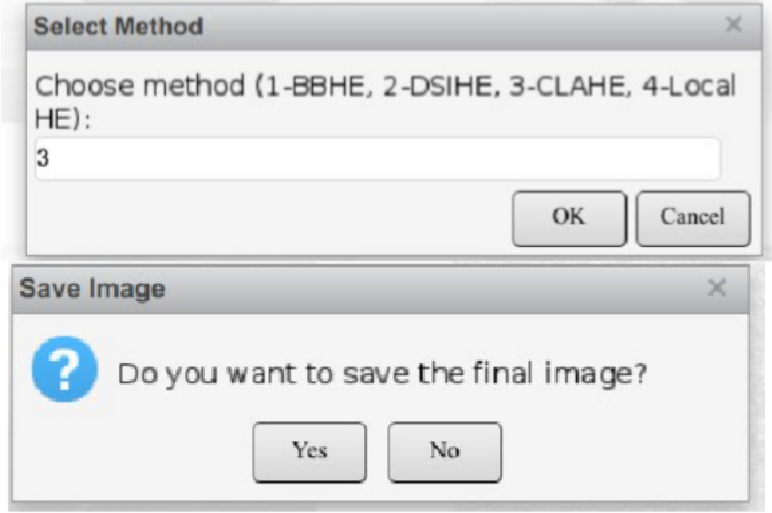 Select Method
Choose method (1-BBHE, 2-DSIHE, 3-CLAHE, 4-Local
HE):
3
OK Cancel
Save Image
Do you want to save the final image?
Yes No